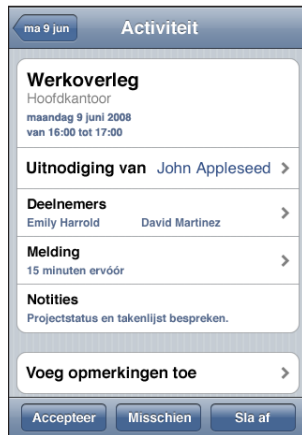 ma 9 jun Activiteit
Werkoverleg
Hoofdkantoor
maandag 9 juni 2008
van 16:00 tot 17:00
Uitnodiging van John Appleseed
Deelnemers
Emily Harrold David Martinez
Melding
15 minuten ervóór
Notities
Projectstatus en takenlijst bespreken.
Voeg opmerkingen toe
Accepteer Misschien Sla af